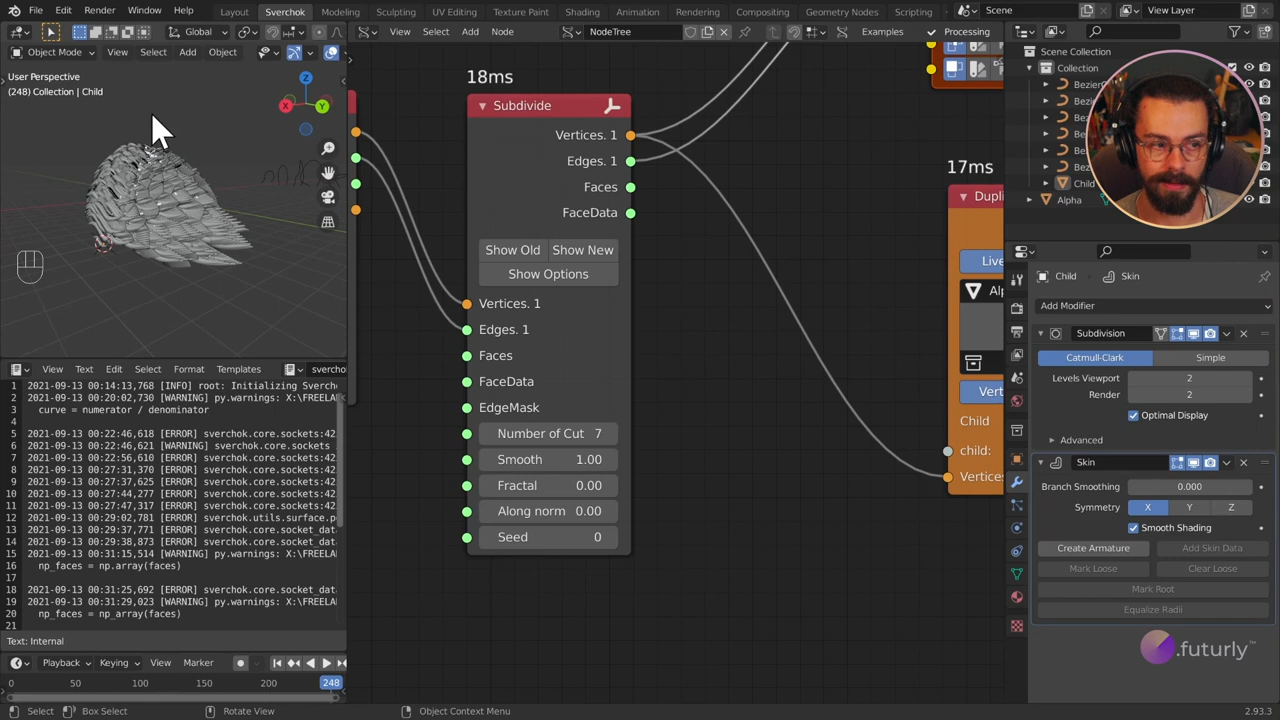 File Edit Render Window Help Layout Sverchok Modeling Sculpting UV Editing Texture Paint Shading Animation Rendering Compositing Geometry Nodes Scripting Scene View Layer
Global View Select Add Node NodeTree Examples Processing
Object Mode View Select Add Object
User Perspective
(248) Collection | Child
Z
X
Y
18ms
Subdivide
Vertices. 1
Edges. 1
Faces
FaceData
Show Old Show New
Show Options
Vertices. 1
Edges. 1
Faces
FaceData
EdgeMask
Number of Cut 7
Smooth 1.00
Fractal 0.00
Along norm 0.00
Seed 0
17ms
Dupli
Live
Alp
Vert
Child
child:
Vertices
Scene Collection
Collection
BezierC
Bezi
Bez
Bez
Bez
Bezi
Child
Alpha
Child Skin
Add Modifier
Subdivision
Catmull-Clark Simple
Levels Viewport 2
Render 2
Optimal Display
Advanced
Skin
Branch Smoothing 0.000
Symmetry X Y Z
Smooth Shading
Create Armature Add Skin Data
Mark Loose Clear Loose
Mark Root
Equalize Radii
.futurly™
View Text Edit Select Format Templates svercho
1 2021-09-13 00:14:13,768 [INFO] root: Initializing Sverch
2 2021-09-13 00:20:02,730 [WARNING] py.warnings: X:\FREELA
3 curve = numerator / denominator
4
5 2021-09-13 00:22:46,618 [ERROR] sverchok.core.sockets:42
6 2021-09-13 00:22:46,621 [WARNING] sverchok.core.sockets
7 2021-09-13 00:22:56,610 [ERROR] sverchok.core.sockets:42
8 2021-09-13 00:27:31,370 [ERROR] sverchok.core.sockets:42
9 2021-09-13 00:27:37,625 [ERROR] sverchok.core.sockets:42
10 2021-09-13 00:27:44,277 [ERROR] sverchok.core.sockets:42
11 2021-09-13 00:27:47,317 [ERROR] sverchok.core.sockets:42
12 2021-09-13 00:29:02,781 [ERROR] sverchok.utils.surface.p
13 2021-09-13 00:29:37,771 [ERROR] sverchok.core.socket_dat
14 2021-09-13 00:29:38,873 [ERROR] sverchok.core.socket_dat
15 2021-09-13 00:31:15,514 [WARNING] py.warnings: X:\FREELA
16 np_faces = np.array(faces)
17
18 2021-09-13 00:31:25,692 [ERROR] sverchok.core.socket_dat
19 2021-09-13 00:31:29,023 [WARNING] py.warnings: X:\FREELA
20 np_faces = np_array(faces)
21
Text: Internal
Playback Keying View Marker
0 50 100 150 200 248
Select Box Select Rotate View Object Context Menu 2.93.3